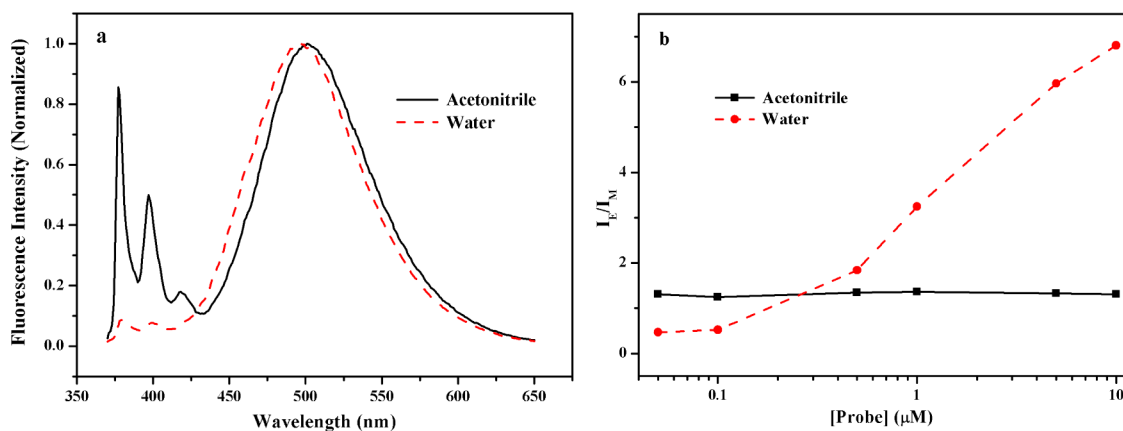 a
Acetonitrile
Water
Fluorescence Intensity (Normalized)
1.0
0.8
0.6
0.4
0.2
0.0
350
400
450
500
550
600
650
Wavelength (nm)
b
Acetonitrile
Water
I_E/I_M
6
4
2
0
0.1
1
10
[Probe] (μM)